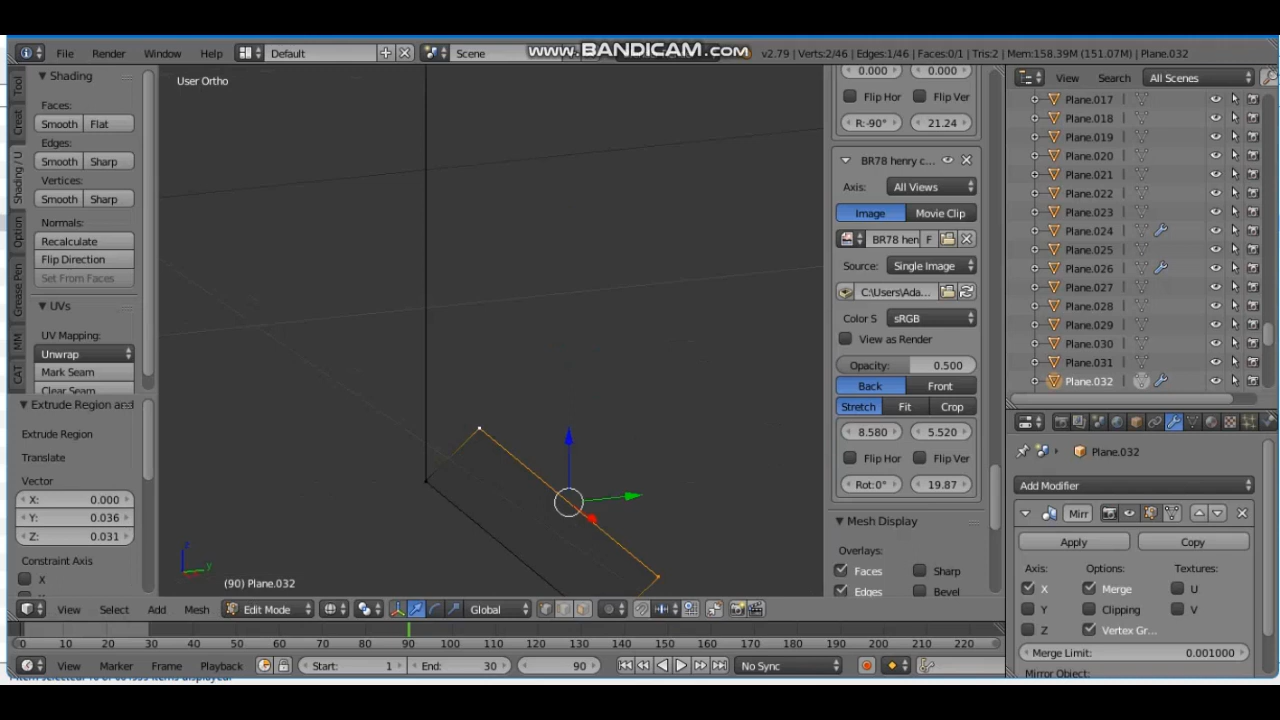 File Render Window Help Default Scene www.BANDICAM.com v2.79 | Verts:2/46 | Edges:1/46 | Faces:0/1 | Tris:2 | Mem:158.39M (151.07M) | Plane.032
Shading
Faces:
Smooth Flat
Edges:
Smooth Sharp
Vertices:
Smooth Sharp
Normals:
Recalculate
Flip Direction
Set From Faces
UVs
UV Mapping:
Unwrap
Mark Seam
Clear Seam
Tool
Creat
Shading / U
Option
Grease Pen
MM
CAT
Extrude Region and
Extrude Region
Translate
Vector
X: 0.000
Y: 0.036
Z: 0.031
Constraint Axis
X
User Ortho
(90) Plane.032
View Select Add Mesh Edit Mode Global
0.000 0.000
Flip Hor Flip Ver
R:-90° 21.24
BR78 henry c...
Axis: All Views
Image Movie Clip
BR78 hen F
Source: Single Image
C:\Users\Ada...
Color S sRGB
View as Render
Opacity: 0.500
Back Front
Stretch Fit Crop
8.580 5.520
Flip Hor Flip Ver
Rot:0° 19.87
Mesh Display
Overlays:
Faces Sharp
Edges Bevel
View Search All Scenes
Plane.017
Plane.018
Plane.019
Plane.020
Plane.021
Plane.022
Plane.023
Plane.024
Plane.026
Plane.025
Plane.027
Plane.028
Plane.029
Plane.030
Plane.031
Plane.032
Plane.032
Add Modifier
Mirr
Apply Copy
Axis: Options: Textures:
X Merge U
Y Clipping V
Z Vertex Gr...
Merge Limit: 0.001000
Mirror Object:
0 10 20 30 40 50 60 70 80 90 100 110 120 130 140 150 160 170 180 190 200 210 220
View Marker Frame Playback Start: 1 End: 30 90 No Sync